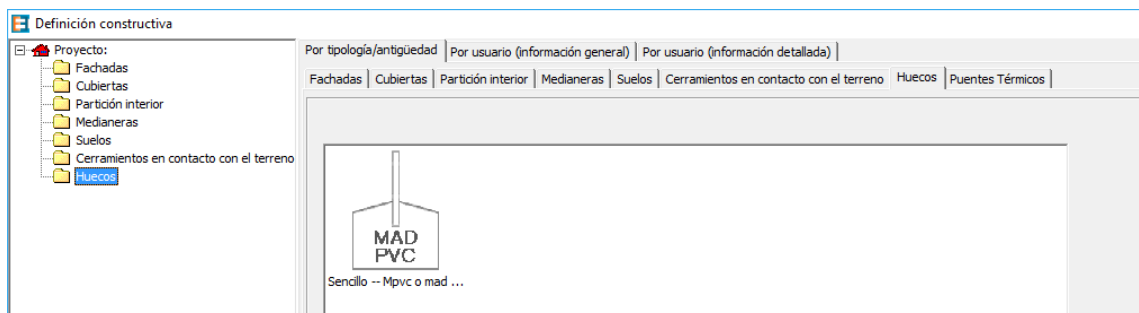 Definición constructiva
Proyecto:
Fachadas
Cubiertas
Partición interior
Medianeras
Suelos
Cerramientos en contacto con el terreno
Huecos
Por tipología/antigüedad Por usuario (información general) Por usuario (información detallada)
Fachadas Cubiertas Partición interior Medianeras Suelos Cerramientos en contacto con el terreno Huecos Puentes Térmicos
MAD
PVC
Sencillo -- Mpvc o mad ...